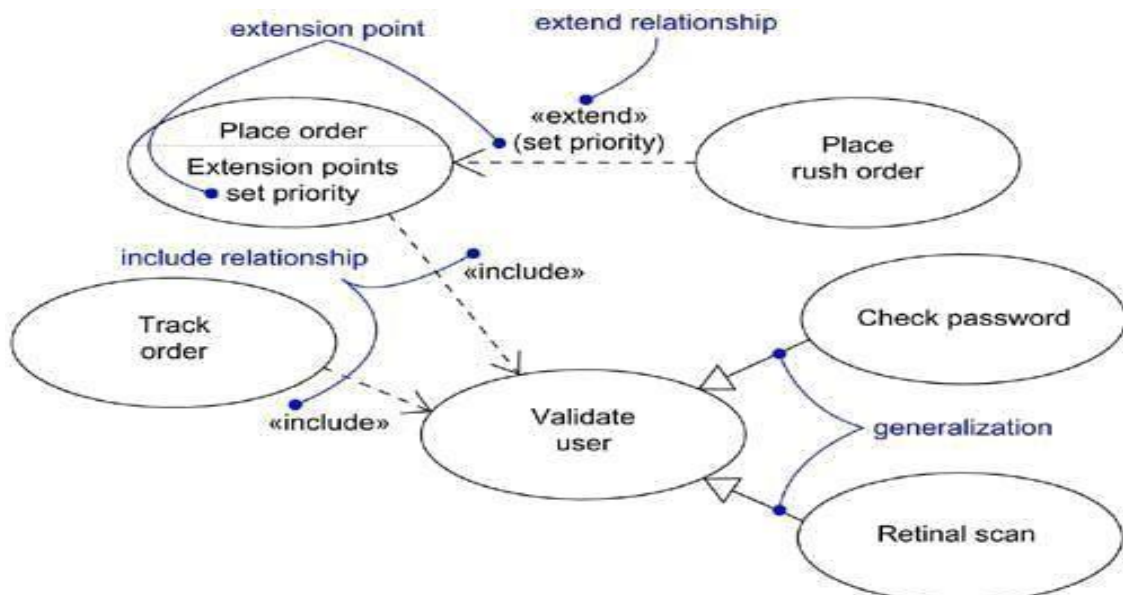 extension point
extend relationship
«extend»
(set priority)
Place order
Extension points
set priority
Place
rush order
include relationship
«include»
Track
order
«include»
Check password
Validate
user
generalization
Retinal scan